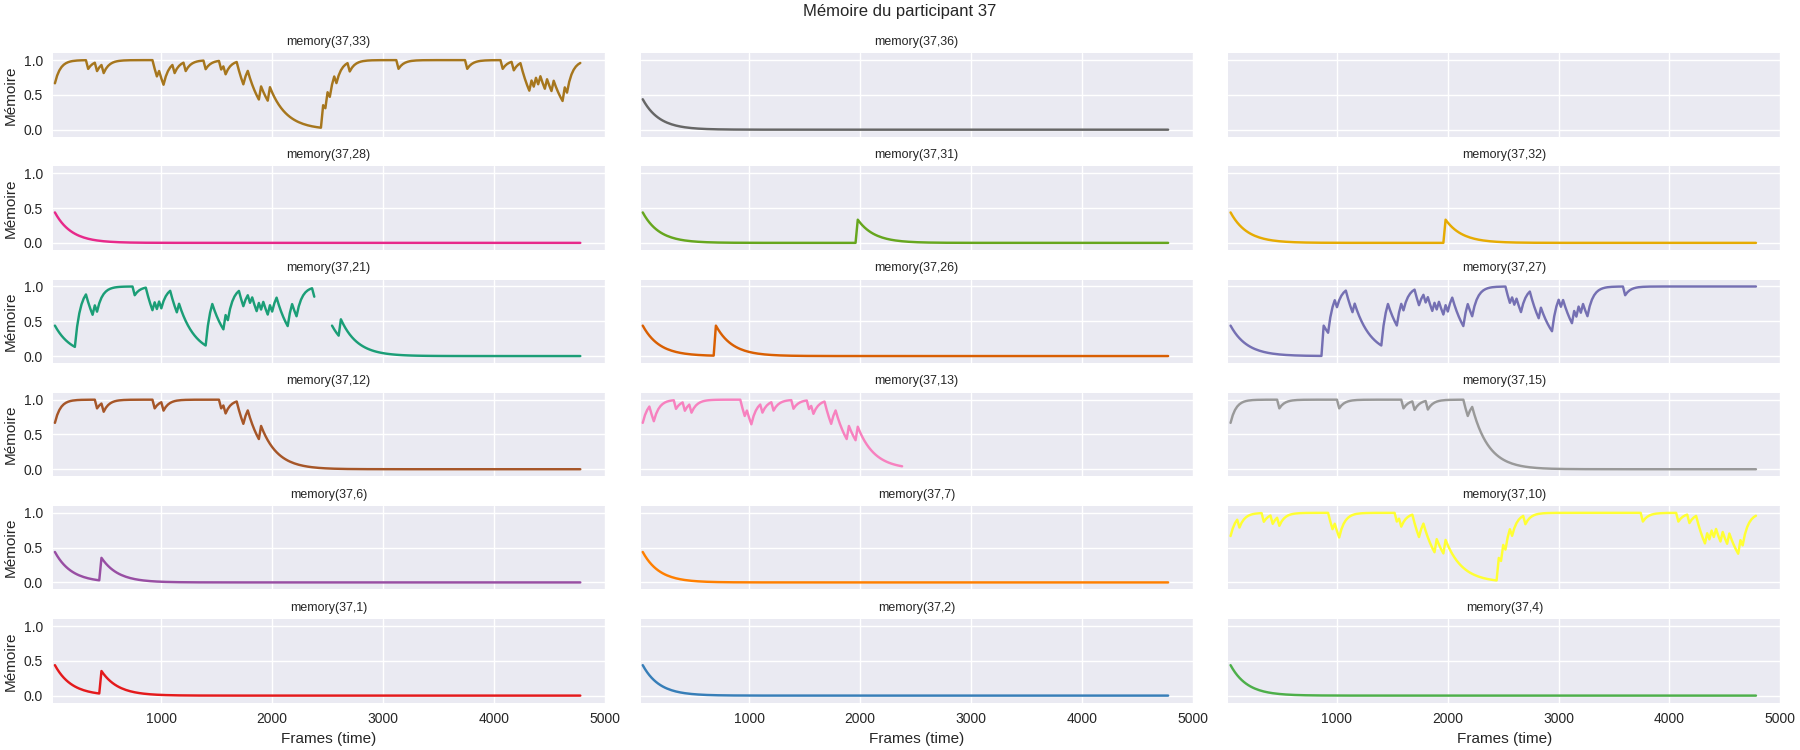 Mémoire du participant 37
memory(37,33)
memory(37,36)
Mémoire
1.0
0.5
0.0
memory(37,28)
memory(37,31)
memory(37,32)
Mémoire
1.0
0.5
0.0
memory(37,21)
memory(37,26)
memory(37,27)
Mémoire
1.0
0.5
0.0
memory(37,12)
memory(37,13)
memory(37,15)
Mémoire
1.0
0.5
0.0
memory(37,6)
memory(37,7)
memory(37,10)
Mémoire
1.0
0.5
0.0
memory(37,1)
memory(37,2)
memory(37,4)
Mémoire
1.0
0.5
0.0
1000 2000 3000 4000 5000
1000 2000 3000 4000 5000
1000 2000 3000 4000 5000
Frames (time)
Frames (time)
Frames (time)